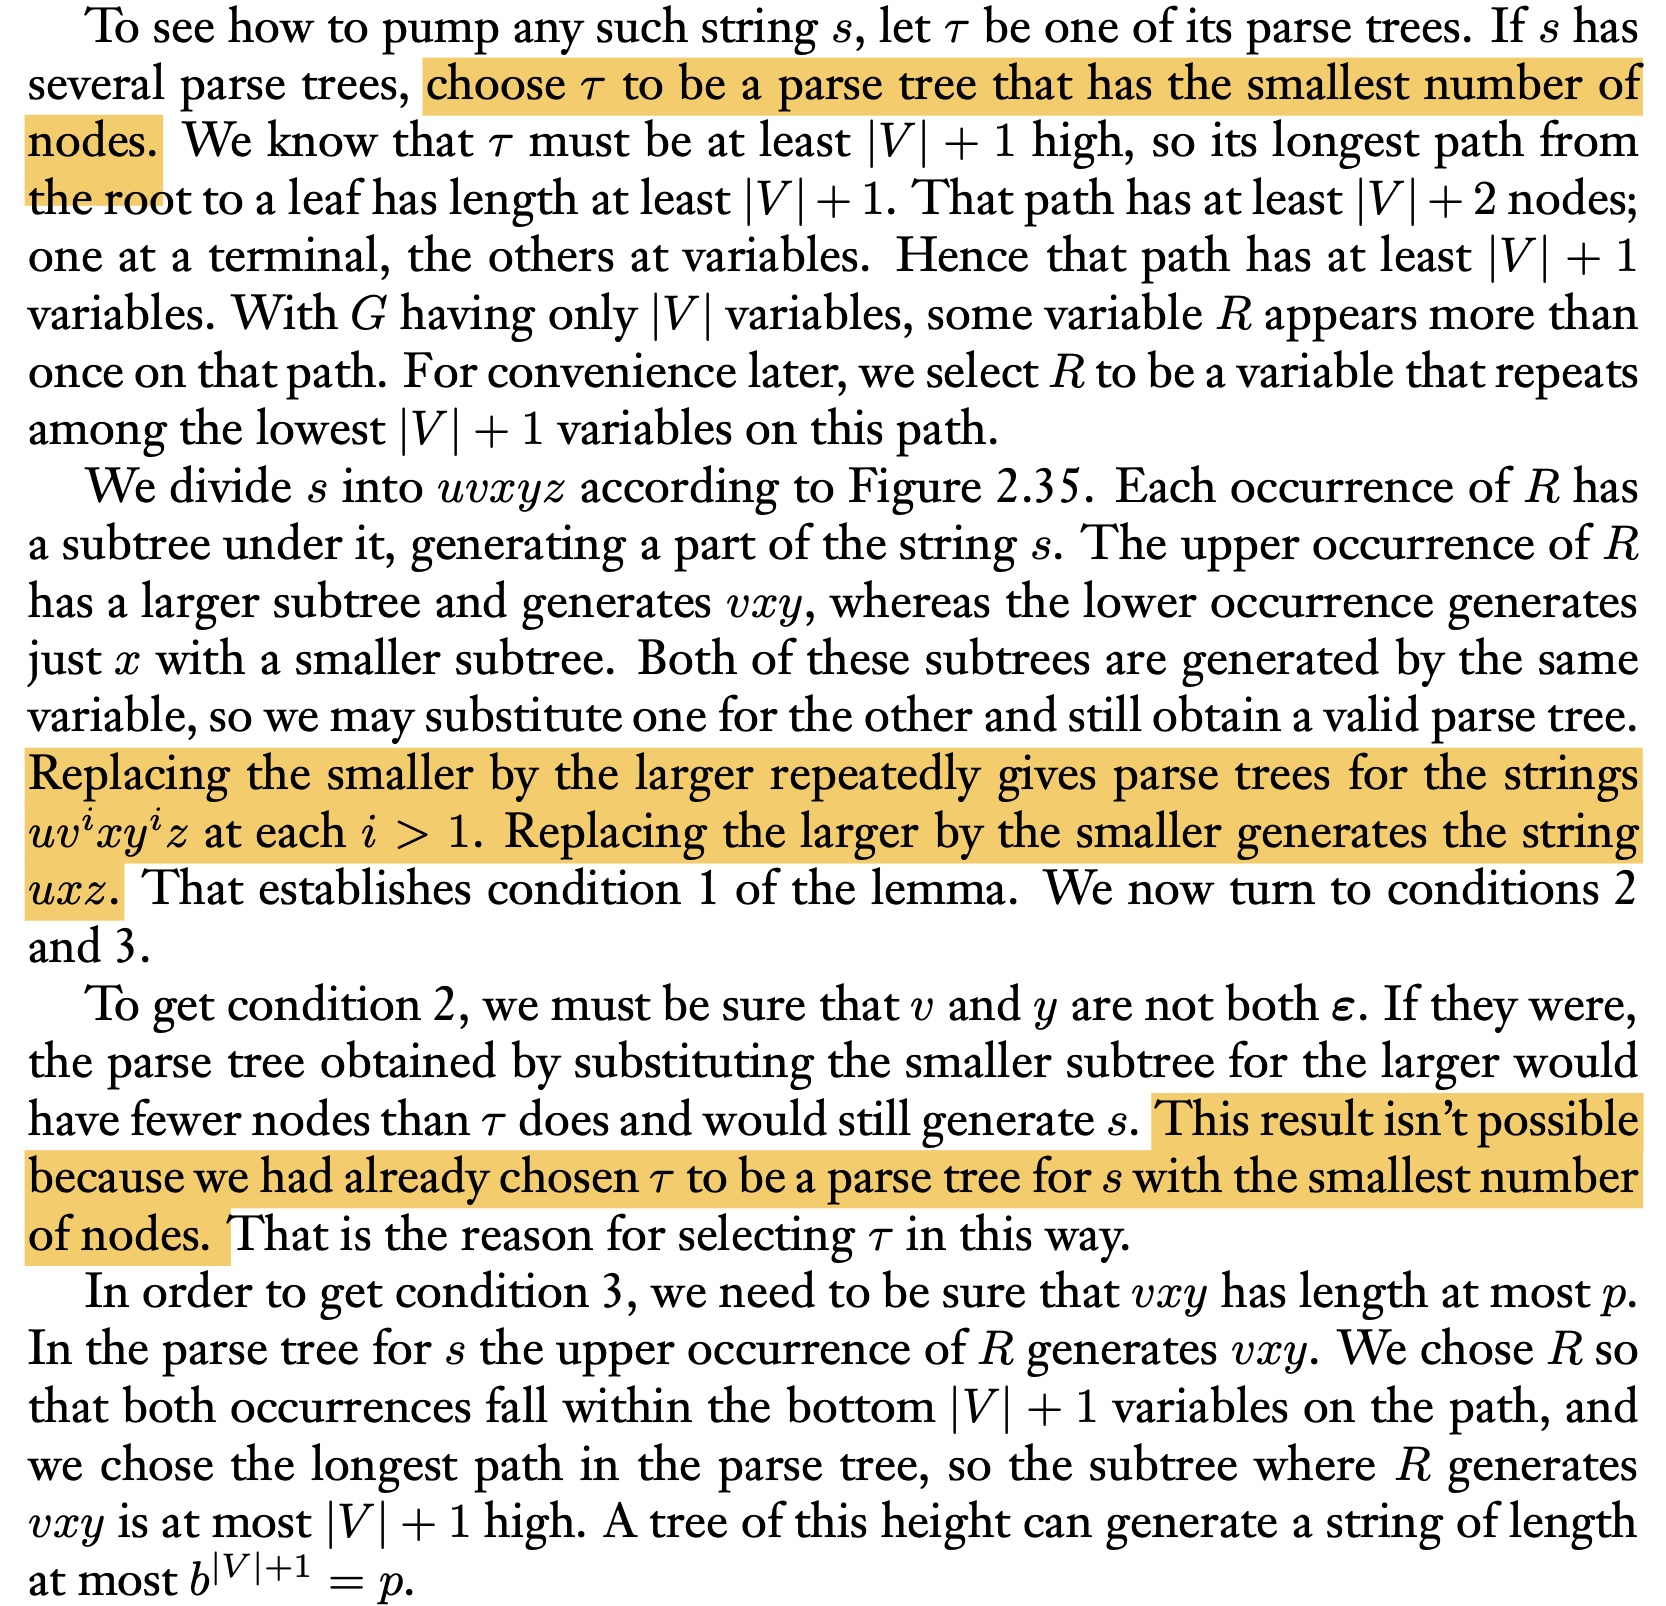 To see how to pump any such string s, let τ be one of its parse trees. If s has
several parse trees, choose τ to be a parse tree that has the smallest number of
nodes. We know that τ must be at least |V| + 1 high, so its longest path from
the root to a leaf has length at least |V| + 1. That path has at least |V| + 2 nodes;
one at a terminal, the others at variables. Hence that path has at least |V| + 1
variables. With G having only |V| variables, some variable R appears more than
once on that path. For convenience later, we select R to be a variable that repeats
among the lowest |V| + 1 variables on this path.
We divide s into uvxyz according to Figure 2.35. Each occurrence of R has
a subtree under it, generating a part of the string s. The upper occurrence of R
has a larger subtree and generates vxy, whereas the lower occurrence generates
just x with a smaller subtree. Both of these subtrees are generated by the same
variable, so we may substitute one for the other and still obtain a valid parse tree.
Replacing the smaller by the larger repeatedly gives parse trees for the strings
uvⁱxyⁱz at each i > 1. Replacing the larger by the smaller generates the string
uxz. That establishes condition 1 of the lemma. We now turn to conditions 2
and 3.
To get condition 2, we must be sure that v and y are not both ε. If they were,
the parse tree obtained by substituting the smaller subtree for the larger would
have fewer nodes than τ does and would still generate s. This result isn't possible
because we had already chosen τ to be a parse tree for s with the smallest number
of nodes. That is the reason for selecting τ in this way.
In order to get condition 3, we need to be sure that vxy has length at most p.
In the parse tree for s the upper occurrence of R generates vxy. We chose R so
that both occurrences fall within the bottom |V| + 1 variables on the path, and
we chose the longest path in the parse tree, so the subtree where R generates
vxy is at most |V| + 1 high. A tree of this height can generate a string of length
at most b^{|V|+1} = p.